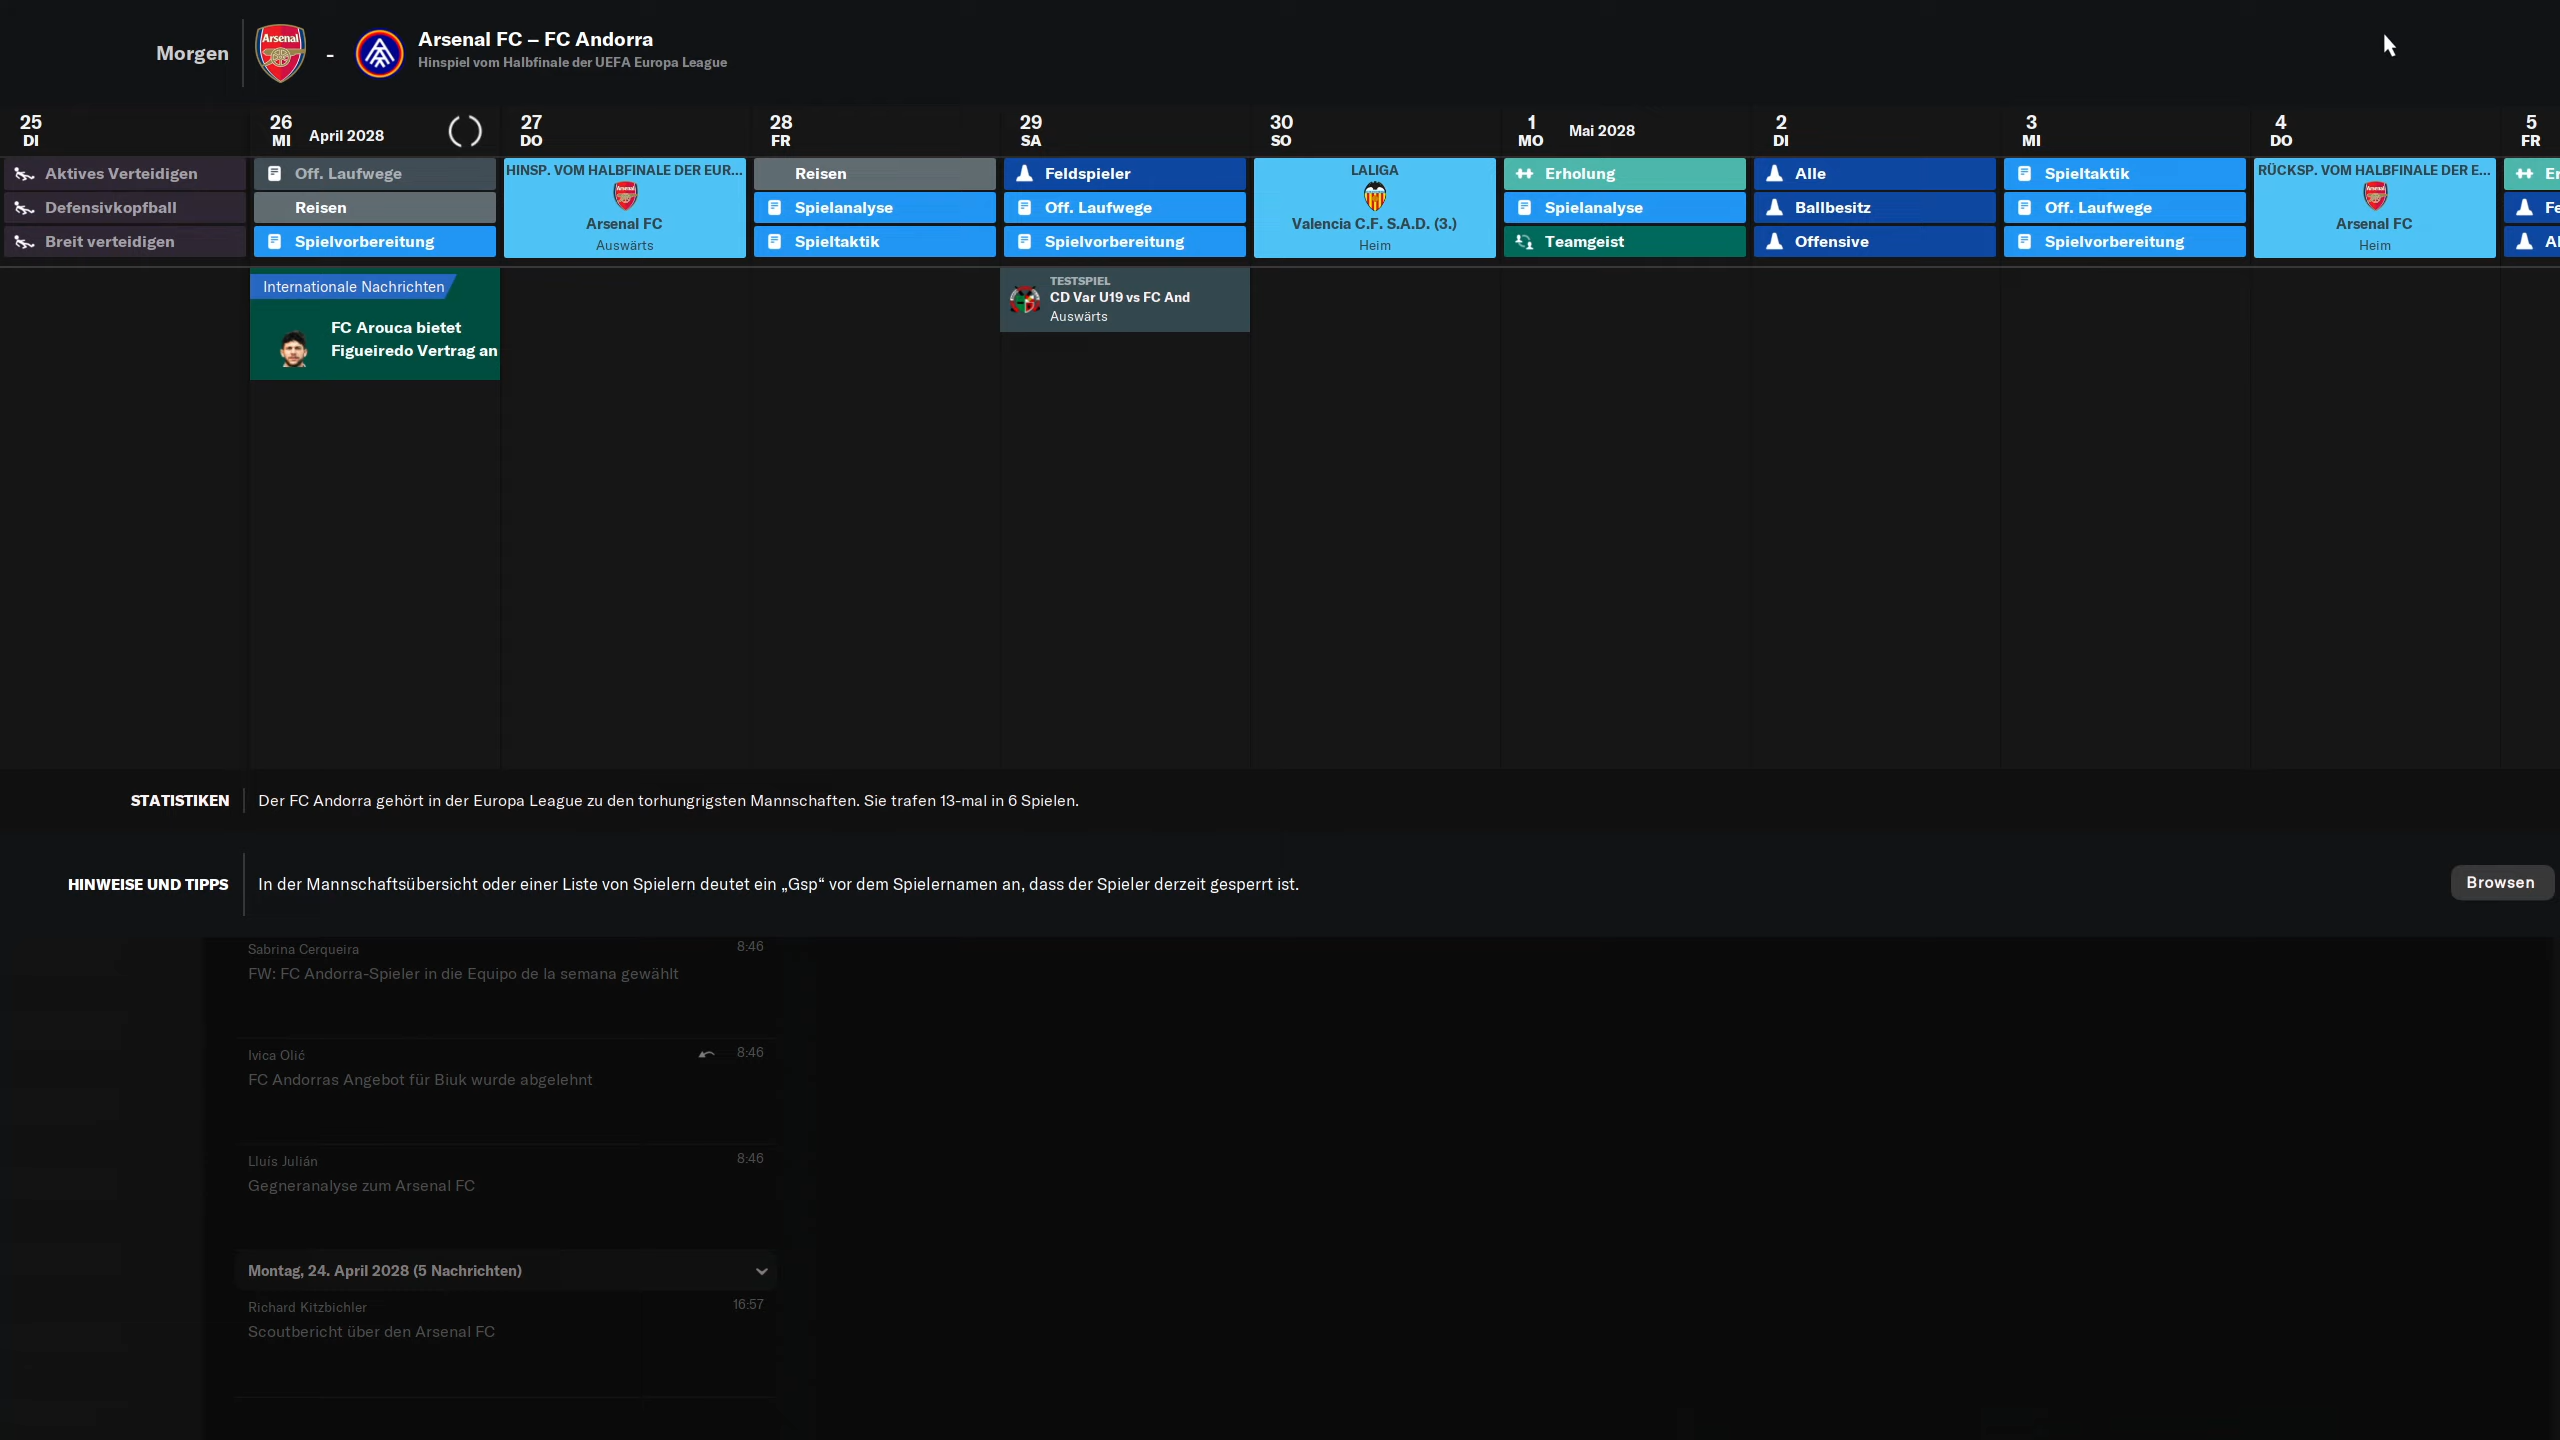 Morgen
Arsenal
-
Arsenal FC – FC Andorra
Hinspiel vom Halbfinale der UEFA Europa League
25
DI
26
MI
April 2028
27
DO
28
FR
29
SA
30
SO
1
MO
Mai 2028
2
DI
3
MI
4
DO
5
FR
Aktives Verteidigen
Defensivkopfball
Breit verteidigen
Off. Laufwege
Reisen
Spielvorbereitung
HINSP. VOM HALBFINALE DER EUR...
Arsenal FC
Auswärts
Reisen
Spielanalyse
Spieltaktik
Feldspieler
Off. Laufwege
Spielvorbereitung
LALIGA
Valencia C.F. S.A.D. (3.)
Heim
Erholung
Spielanalyse
Teamgeist
Alle
Ballbesitz
Offensive
Spieltaktik
Off. Laufwege
Spielvorbereitung
RÜCKSP. VOM HALBFINALE DER E...
Arsenal FC
Heim
Er
Fe
Internationale Nachrichten
FC Arouca bietet
Figueiredo Vertrag an
TESTSPIEL
CD Var U19 vs FC And
Auswärts
STATISTIKEN
Der FC Andorra gehört in der Europa League zu den torhungrigsten Mannschaften. Sie trafen 13-mal in 6 Spielen.
HINWEISE UND TIPPS
In der Mannschaftsübersicht oder einer Liste von Spielern deutet ein „Gsp“ vor dem Spielernamen an, dass der Spieler derzeit gesperrt ist.
Browsen
Sabrina Cerqueira
8:46
FW: FC Andorra-Spieler in die Equipo de la semana gewählt
Ivica Olić
8:46
FC Andorras Angebot für Biuk wurde abgelehnt
Lluís Julián
8:46
Gegneranalyse zum Arsenal FC
Montag, 24. April 2028 (5 Nachrichten)
Richard Kitzbichler
16:57
Scoutbericht über den Arsenal FC